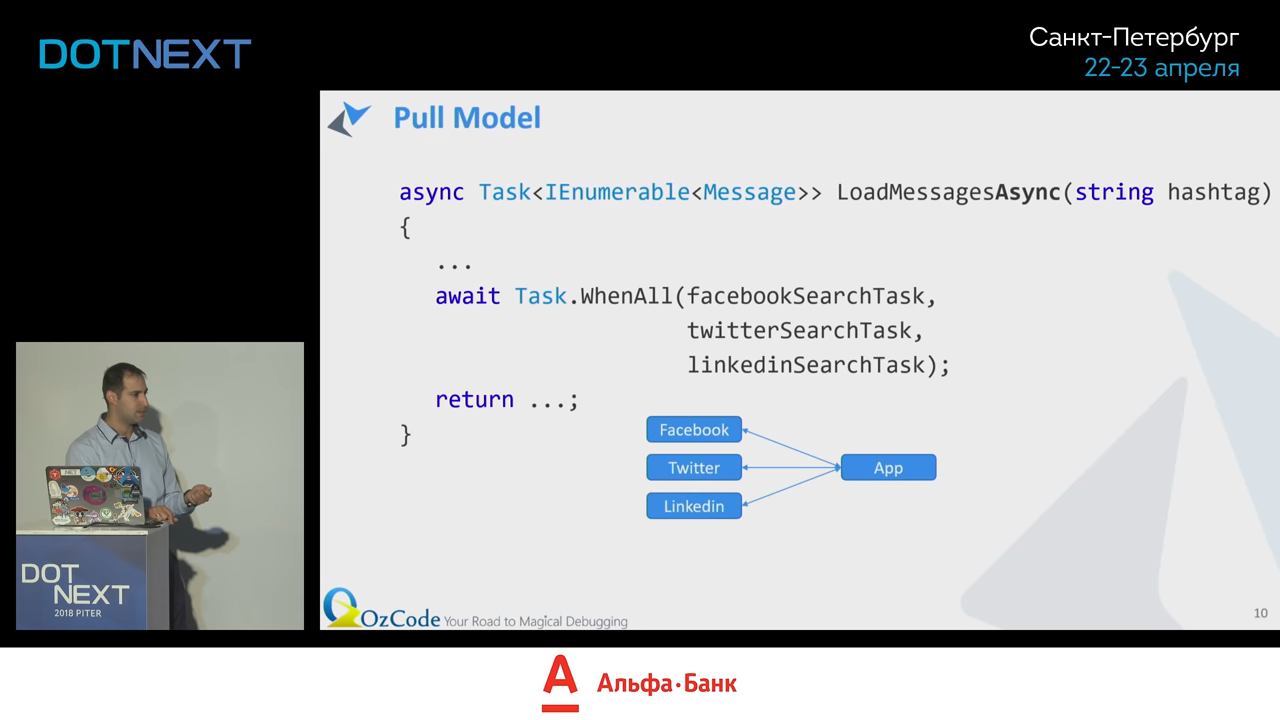 DOTNEXT
Санкт-Петербург
22-23 апреля
Pull Model
async Task<IEnumerable<Message>> LoadMessagesAsync(string hashtag)
{
...
await Task.WhenAll(facebookSearchTask,
twitterSearchTask,
linkedinSearchTask);
return ...;
}
Facebook
Twitter
Linkedin
App
OzCode Your Road to Magical Debugging
10
.NET
DOT
NEXT
2018 PITER
А
Альфа·Банк